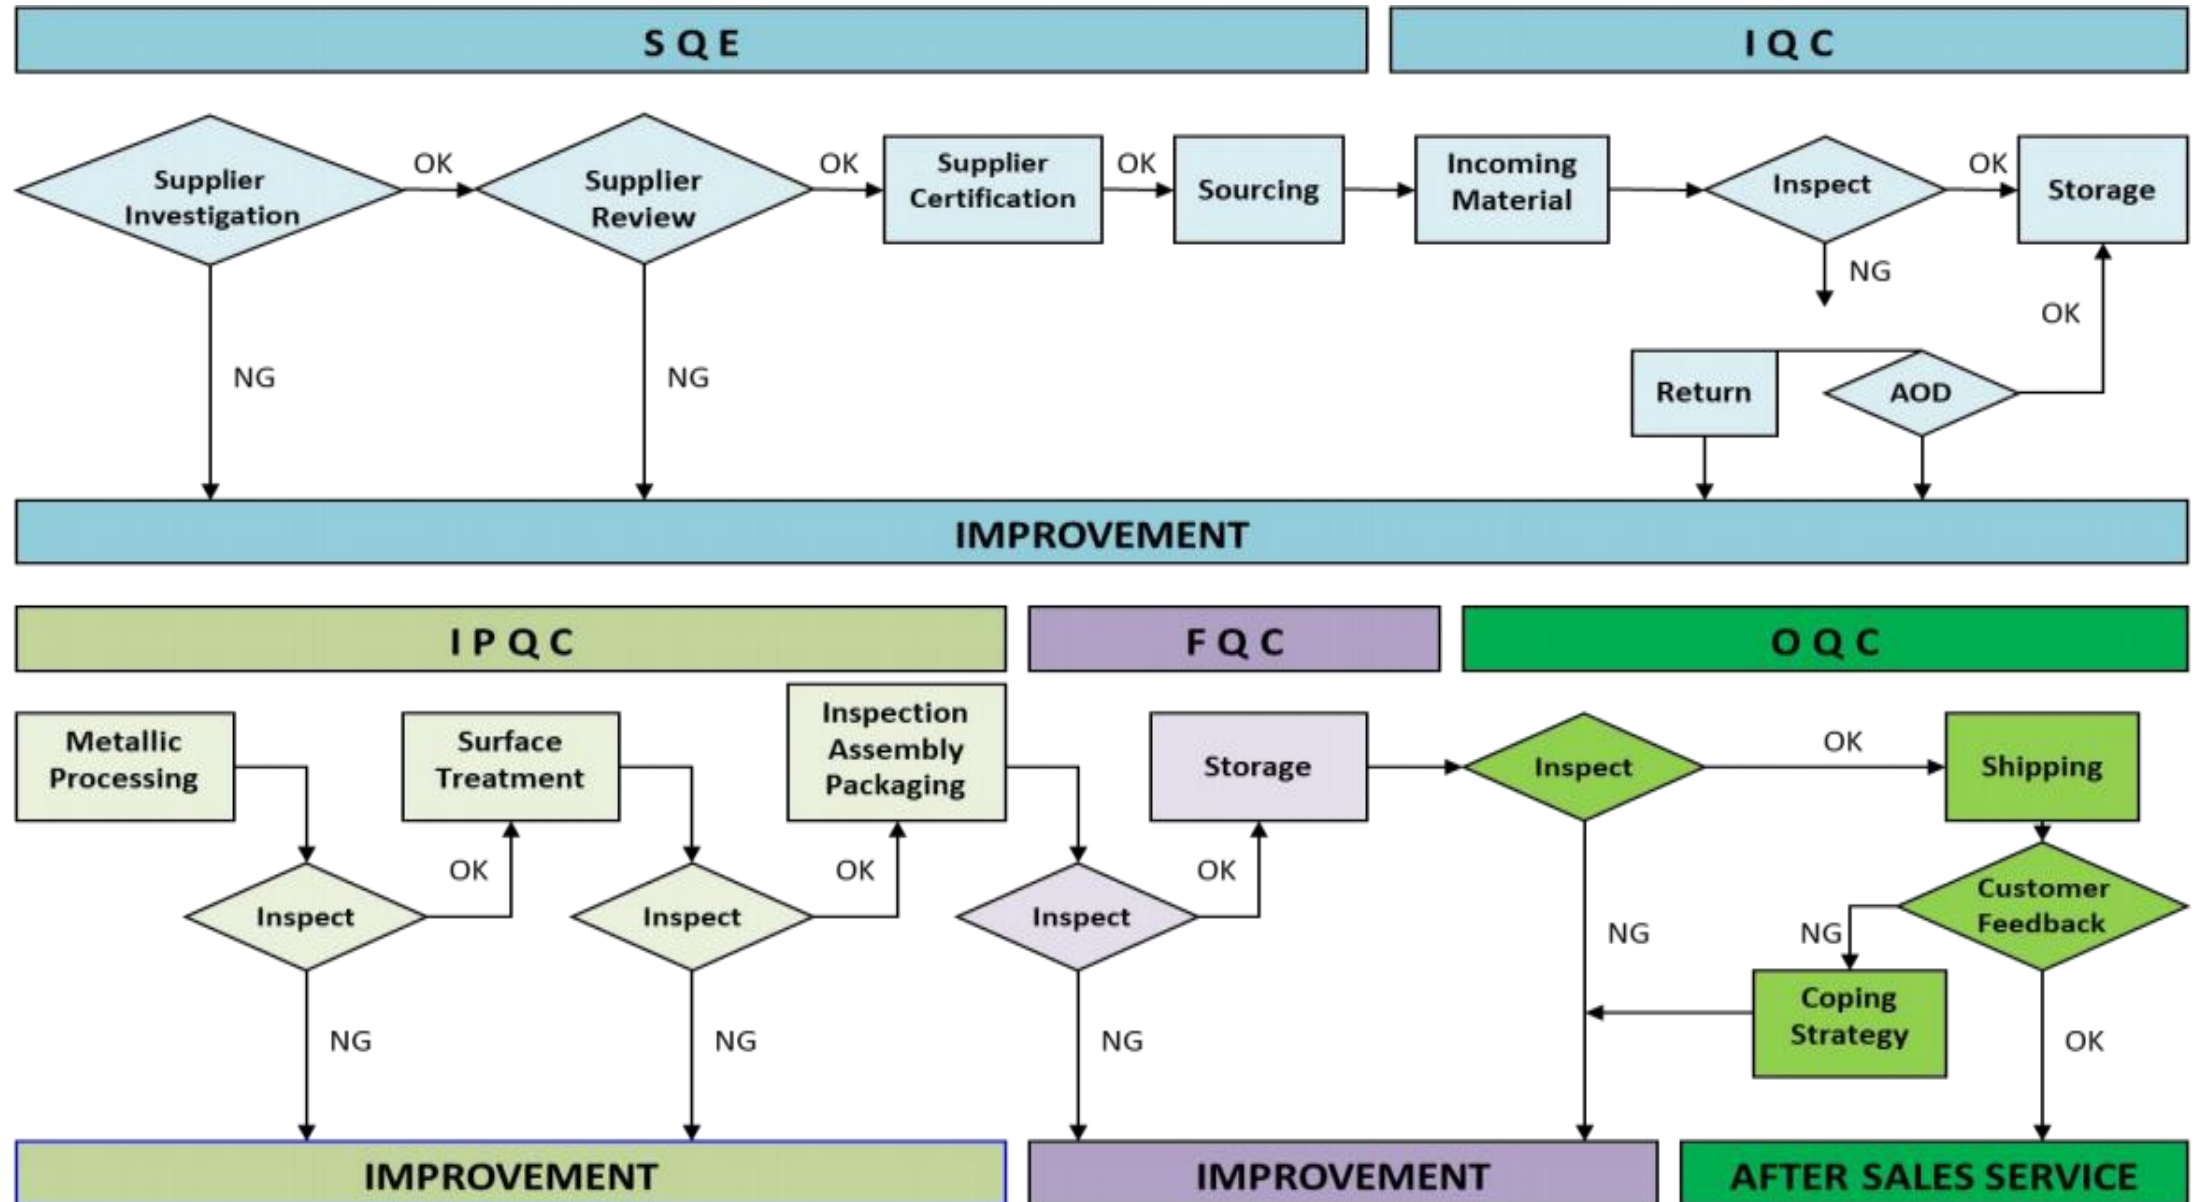 S Q E
I Q C
Supplier
Investigation
OK
Supplier
Review
OK
Supplier
Certification
OK
Sourcing
Incoming
Material
Inspect
OK
Storage
NG
OK
NG
NG
Return
AOD
IMPROVEMENT
I P Q C
F Q C
O Q C
Metallic
Processing
Surface
Treatment
Inspection
Assembly
Packaging
Storage
Inspect
OK
Shipping
OK
OK
OK
Inspect
Inspect
Inspect
NG
Customer
Feedback
NG
Coping
Strategy
NG
NG
NG
OK
IMPROVEMENT
IMPROVEMENT
AFTER SALES SERVICE